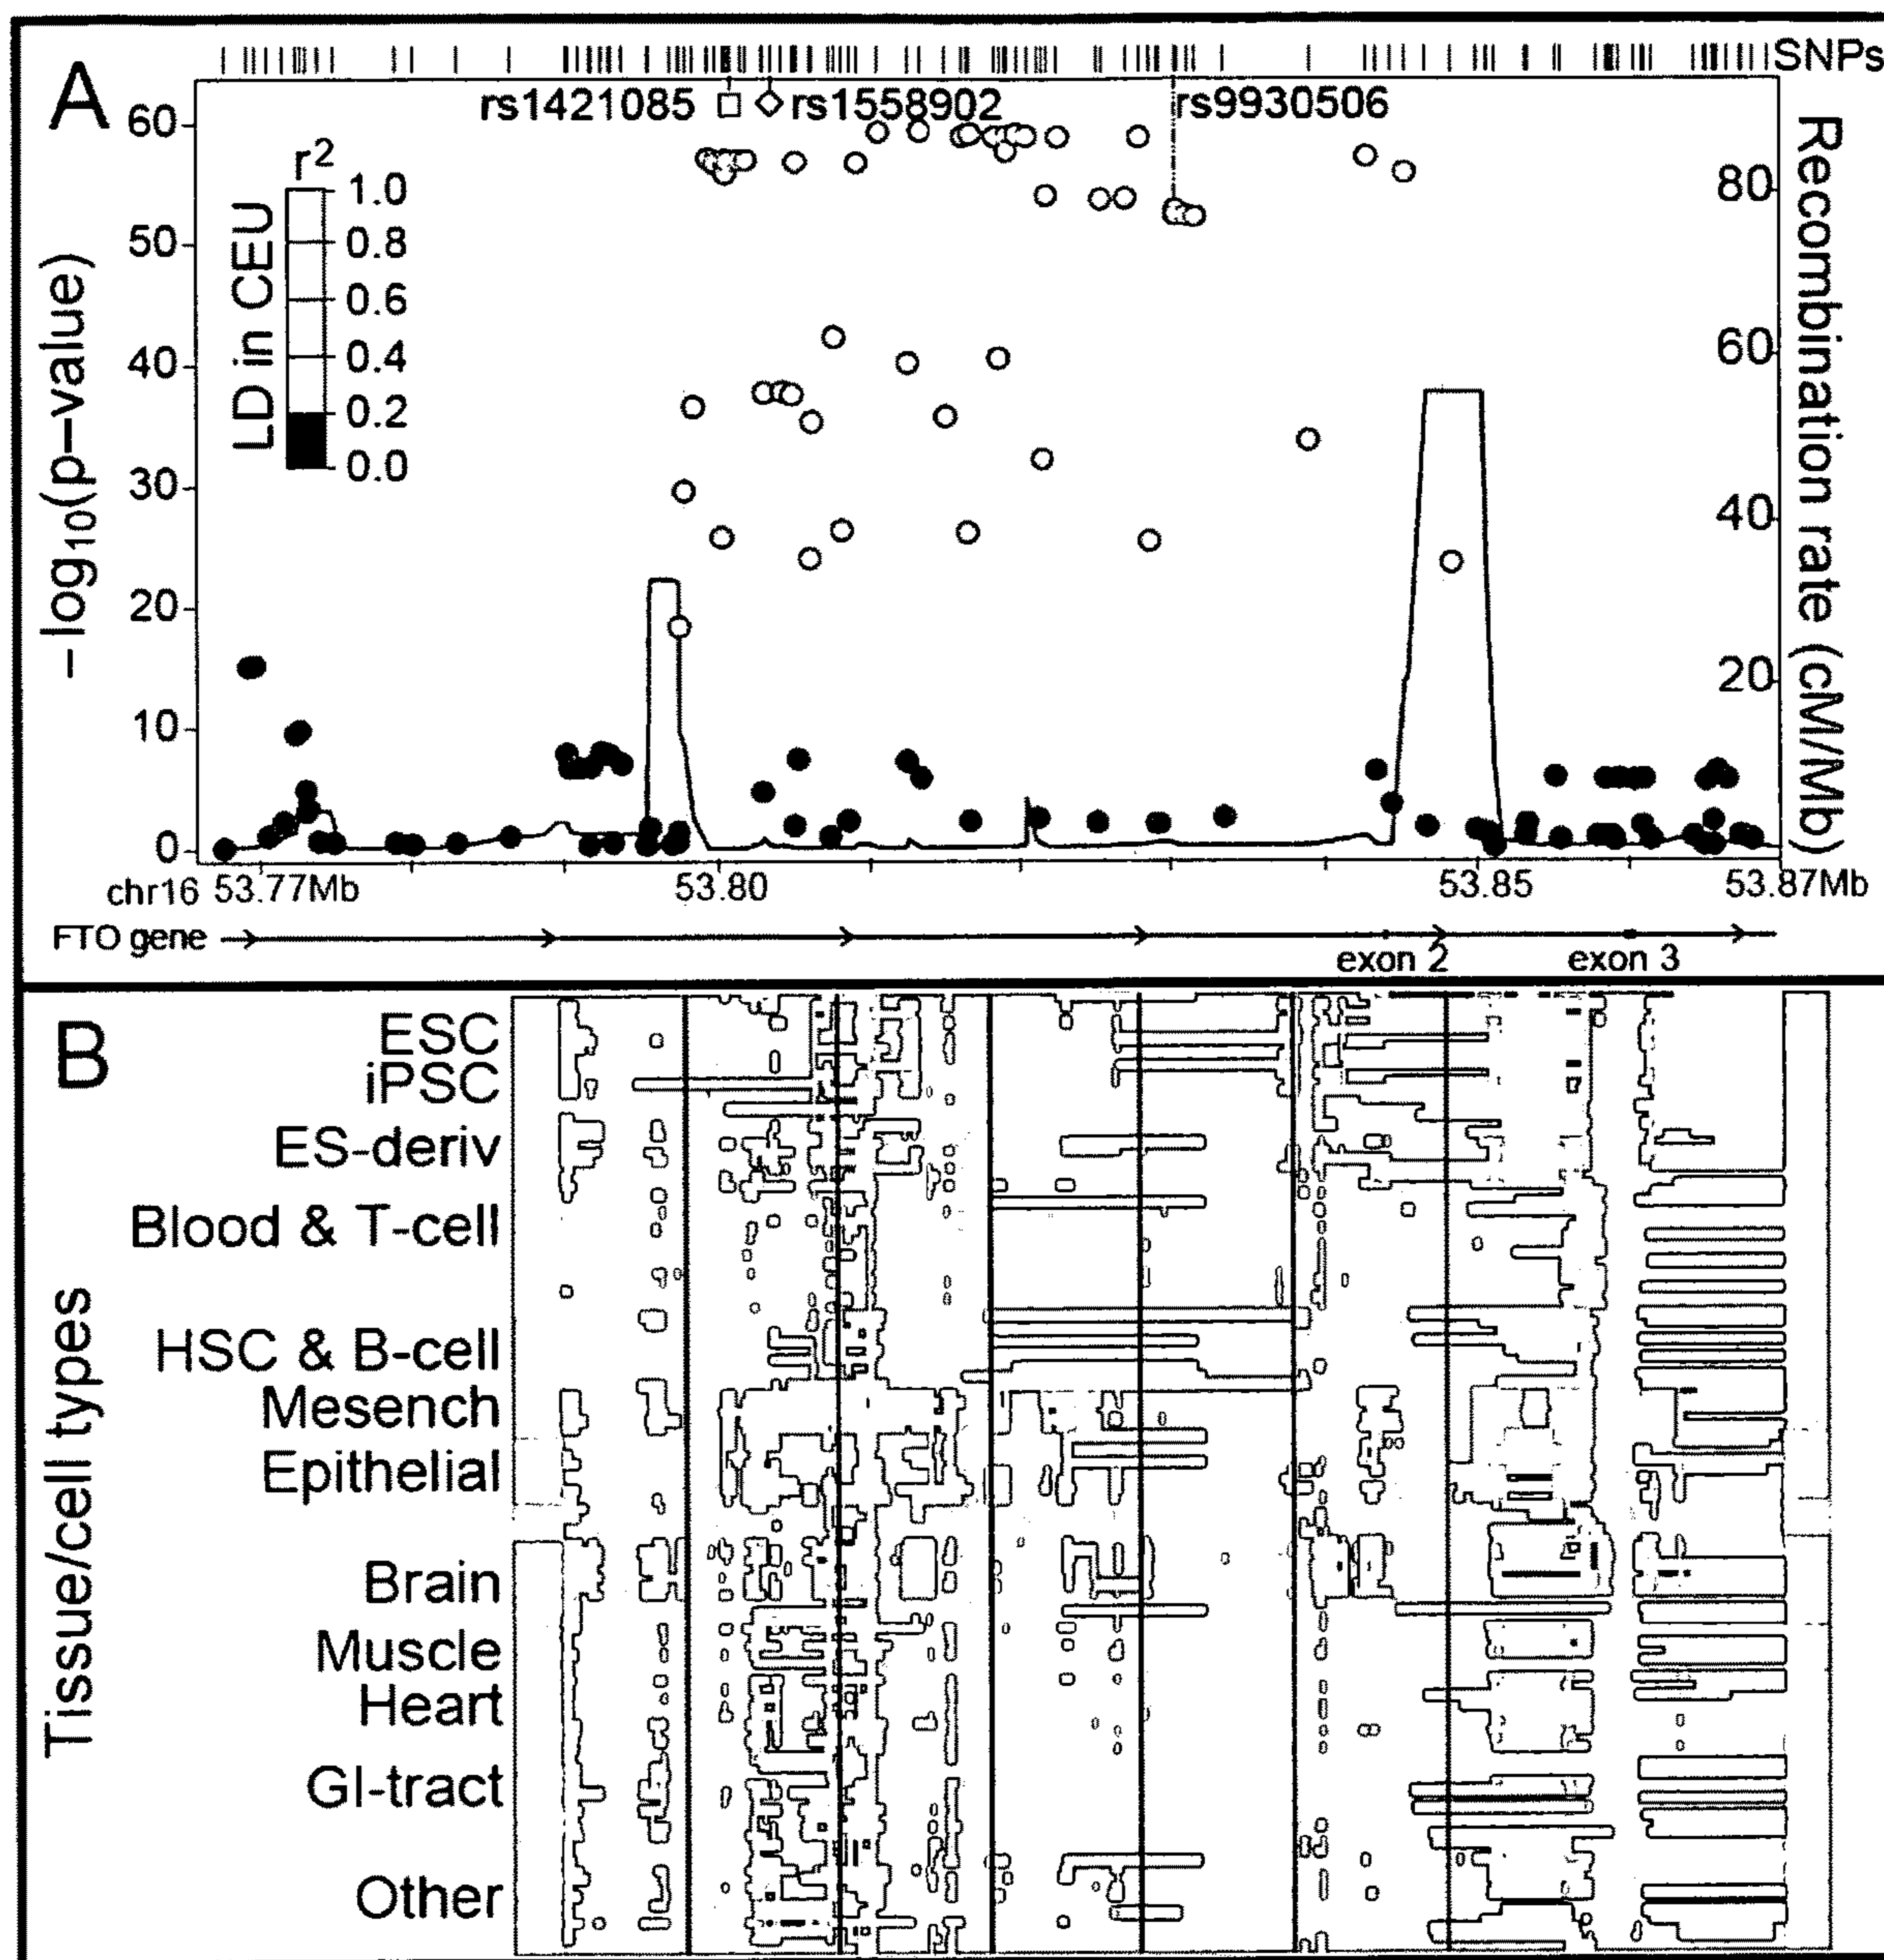 A
SNPs
rs1421085
rs1558902
rs9930506
60
50
40
30
20
10
0
−log10(p−value)
r2
1.0
0.8
0.6
0.4
0.2
0.0
LD in CEU
80
60
40
20
0
Recombination rate (cM/Mb)
chr16 53.77Mb
53.80
53.85
53.87Mb
FTO gene
exon 2
exon 3
B
Tissue/cell types
ESC
iPSC
ES-deriv
Blood & T-cell
HSC & B-cell
Mesench
Epithelial
Brain
Muscle
Heart
GI-tract
Other